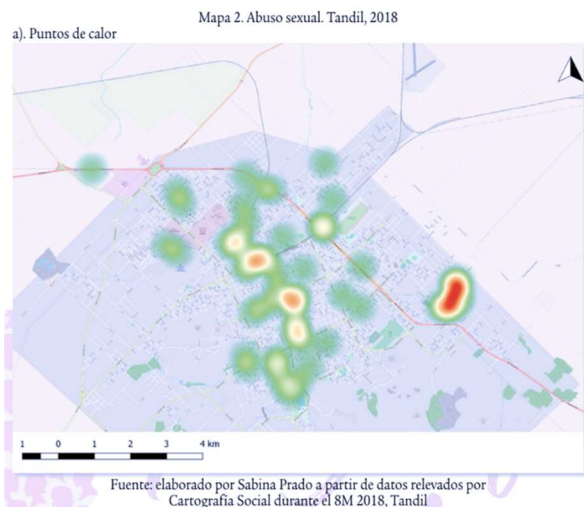 Mapa 2. Abuso sexual. Tandil, 2018
a). Puntos de calor
1 0 1 2 3 4 km
Fuente: elaborado por Sabina Prado a partir de datos relevados por
Cartografía Social durante el 8M 2018, Tandil